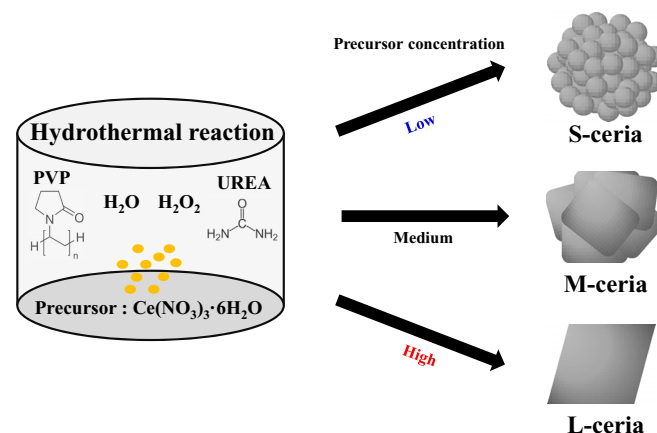 Precursor concentration
Low
S-ceria
Hydrothermal reaction
PVP
H₂O
H₂O₂
UREA
O
N
H
H
n
O
H₂N
NH₂
Precursor : Ce(NO₃)₃·6H₂O
Medium
M-ceria
High
L-ceria